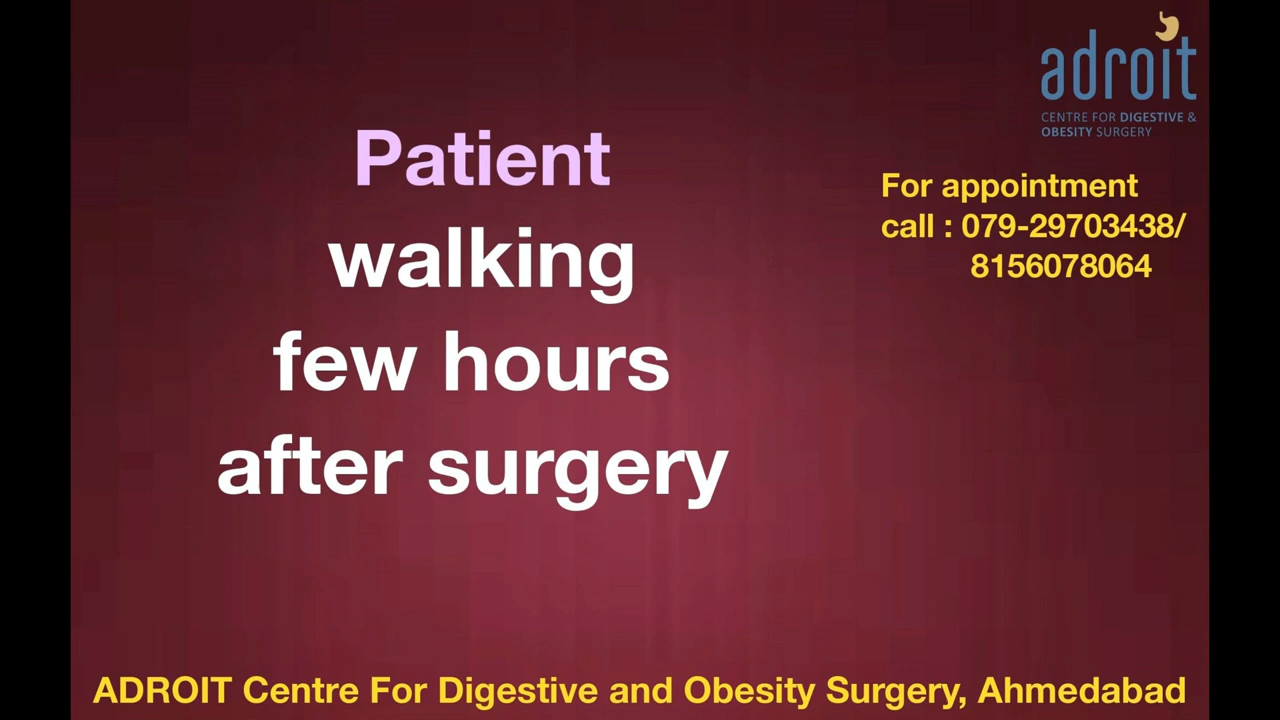 adroit
CENTRE FOR DIGESTIVE &
OBESITY SURGERY
Patient
walking
few hours
after surgery
For appointment
call : 079-29703438/
8156078064
ADROIT Centre For Digestive and Obesity Surgery, Ahmedabad